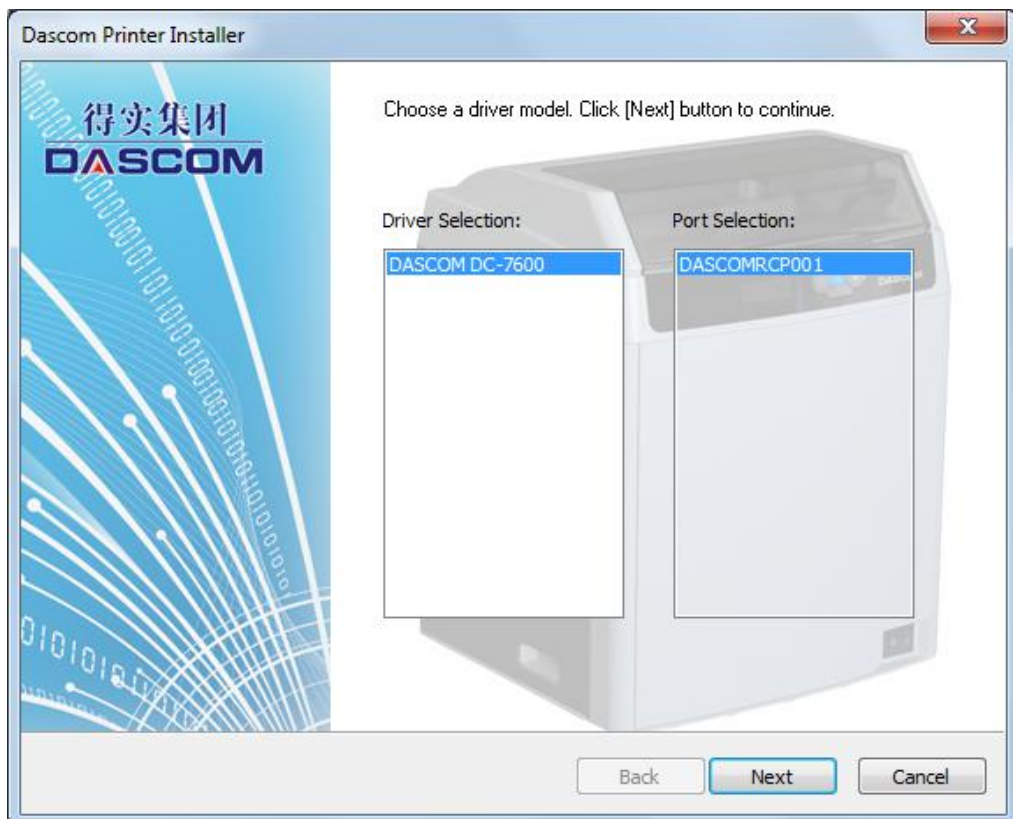 Dascom Printer Installer
得实集团
DASCOM
Choose a driver model. Click [Next] button to continue.
Driver Selection:
Port Selection:
DASCOM DC-7600
DASCOMRCP001
Back
Next
Cancel